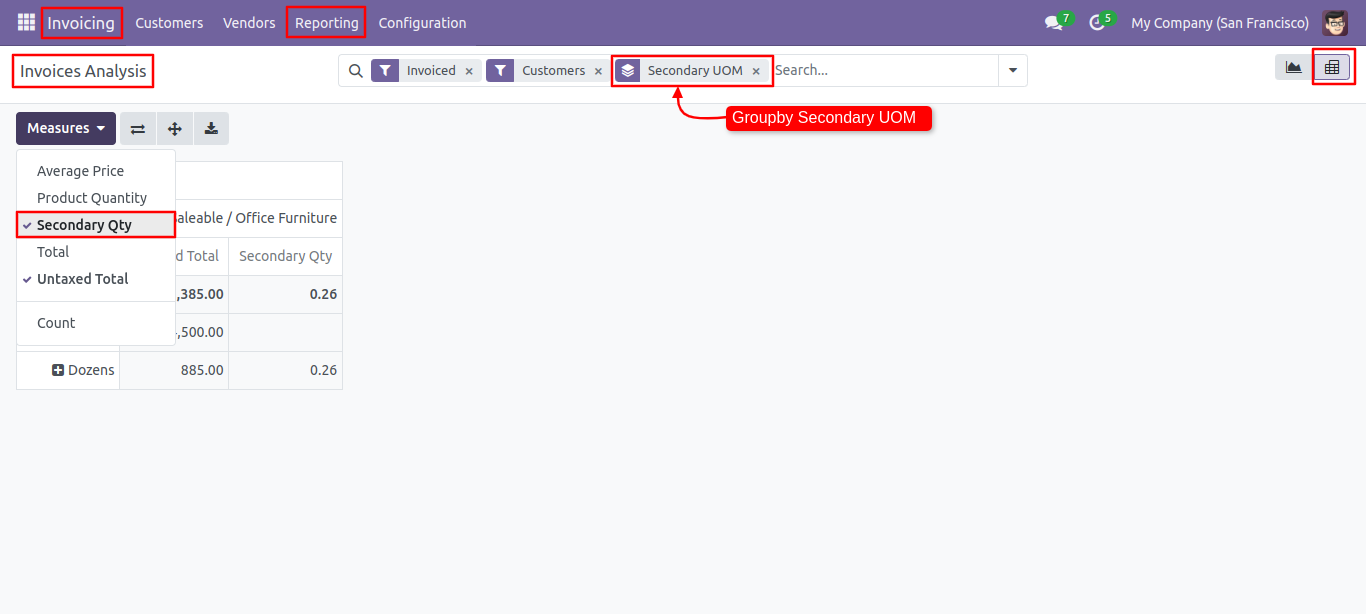 Invoicing Customers Vendors Reporting Configuration 7 5 My Company (San Francisco)
Invoices Analysis Invoiced × Customers × Secondary UOM × Search...
Groupby Secondary UOM
Measures
Average Price
Product Quantity
Secondary Qty
Total
Untaxed Total
Count
aleable / Office Furniture
d Total Secondary Qty
,385.00 0.26
,500.00
Dozens 885.00 0.26